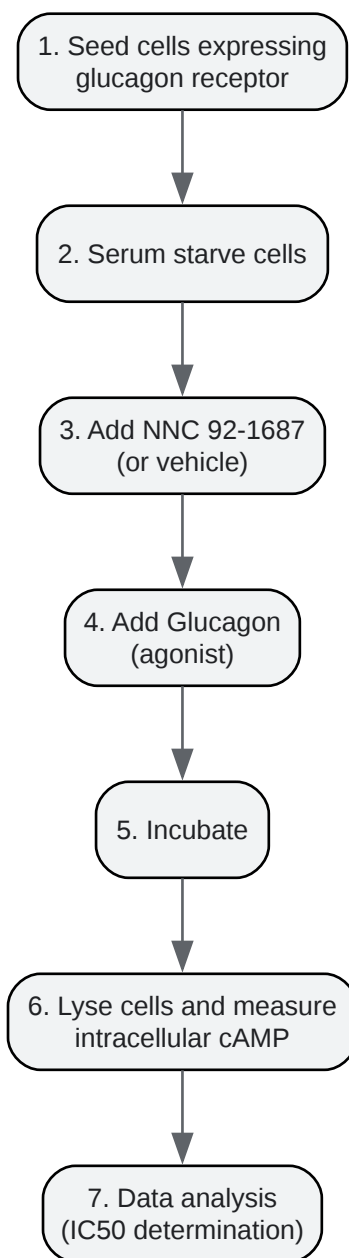 1. Seed cells expressing
glucagon receptor
2. Serum starve cells
3. Add NNC 92-1687
(or vehicle)
4. Add Glucagon
(agonist)
5. Incubate
6. Lyse cells and measure
intracellular cAMP
7. Data analysis
(IC50 determination)